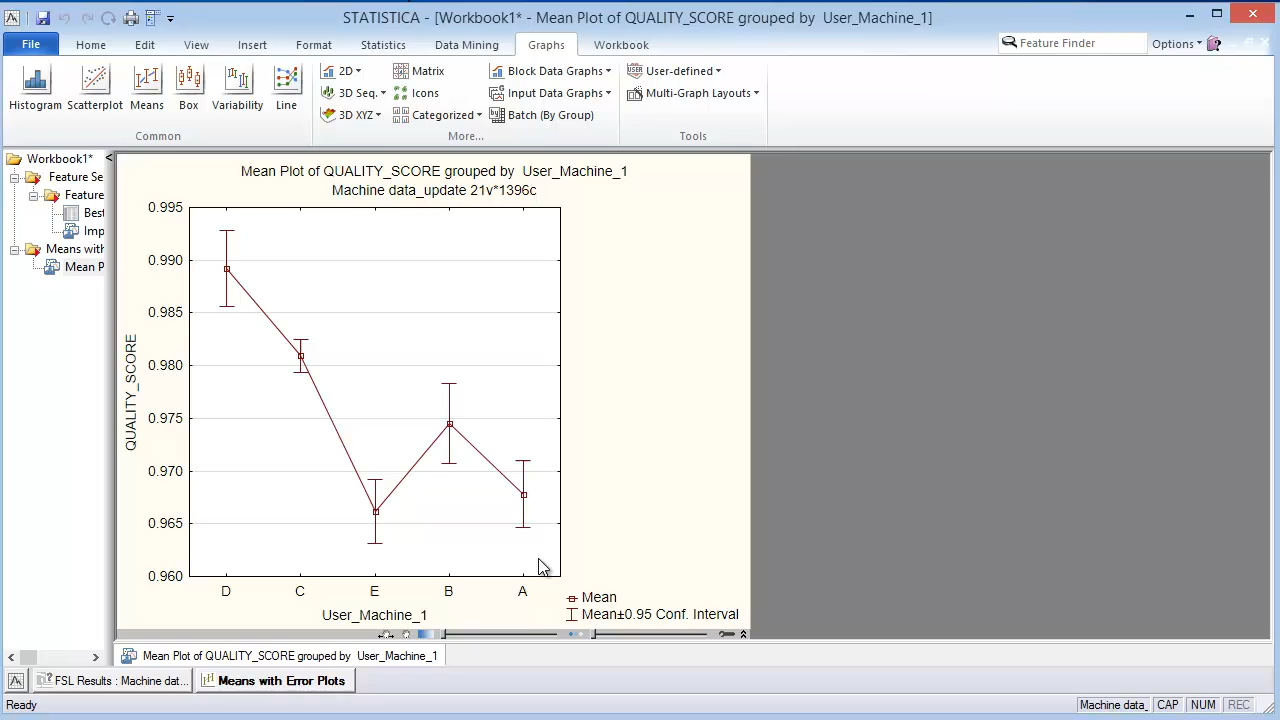 STATISTICA - [Workbook1* - Mean Plot of QUALITY_SCORE grouped by  User_Machine_1]
File Home Edit View Insert Format Statistics Data Mining Graphs Workbook Feature Finder Options
Histogram Scatterplot Means Box Variability Line
2D Matrix Block Data Graphs User-defined
3D Seq. Icons Input Data Graphs Multi-Graph Layouts
3D XYZ Categorized Batch (By Group)
Common More... Tools
Workbook1*
Feature Se
Feature
Best
Imp
Means with
Mean P
Mean Plot of QUALITY_SCORE grouped by  User_Machine_1
Machine data_update 21v*1396c
0.995
0.990
0.985
0.980
0.975
0.970
0.965
0.960
QUALITY_SCORE
D C E B A
User_Machine_1
Mean
Mean±0.95 Conf. Interval
Mean Plot of QUALITY_SCORE grouped by  User_Machine_1
FSL Results : Machine dat... Means with Error Plots
Ready Machine data_ CAP NUM REC